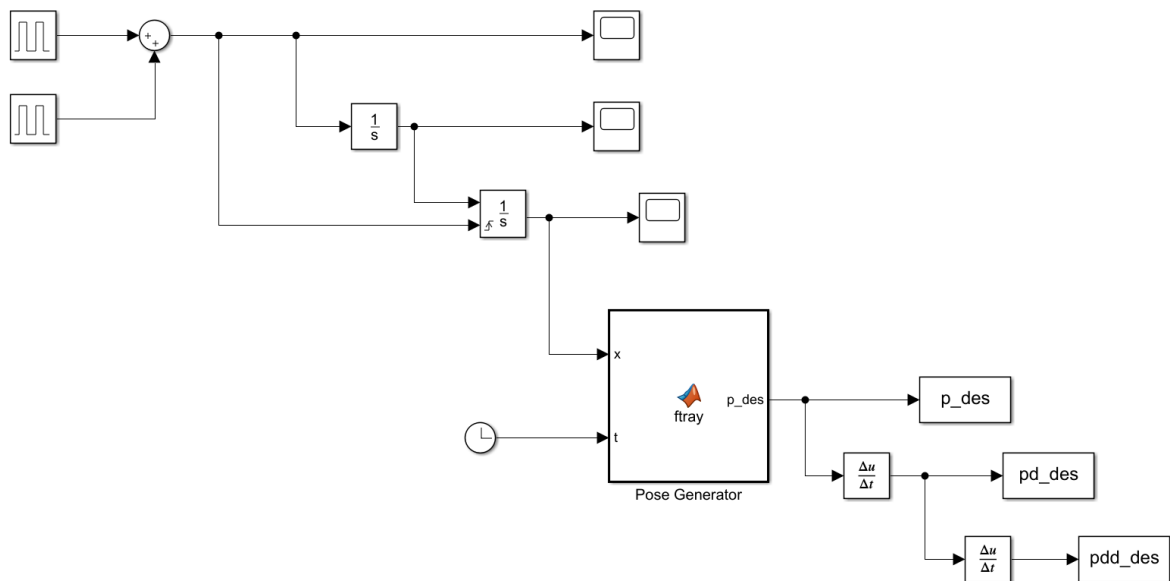 +
+
1
s
1
s
x
t
p_des
ftray
Pose Generator
p_des
Δu
Δt
pd_des
Δu
Δt
pdd_des